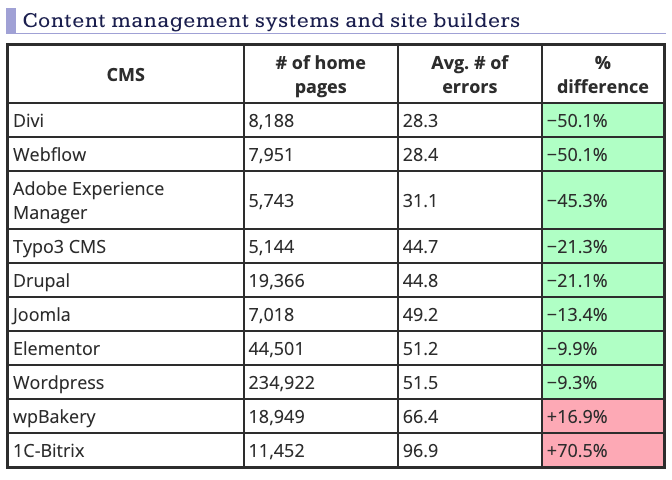 Content management systems and site builders
CMS
# of home
pages
Avg. # of
errors
%
difference
Divi
8,188
28.3
−50.1%
Webflow
7,951
28.4
−50.1%
Adobe Experience
Manager
5,743
31.1
−45.3%
Typo3 CMS
5,144
44.7
−21.3%
Drupal
19,366
44.8
−21.1%
Joomla
7,018
49.2
−13.4%
Elementor
44,501
51.2
−9.9%
Wordpress
234,922
51.5
−9.3%
wpBakery
18,949
66.4
+16.9%
1C-Bitrix
11,452
96.9
+70.5%